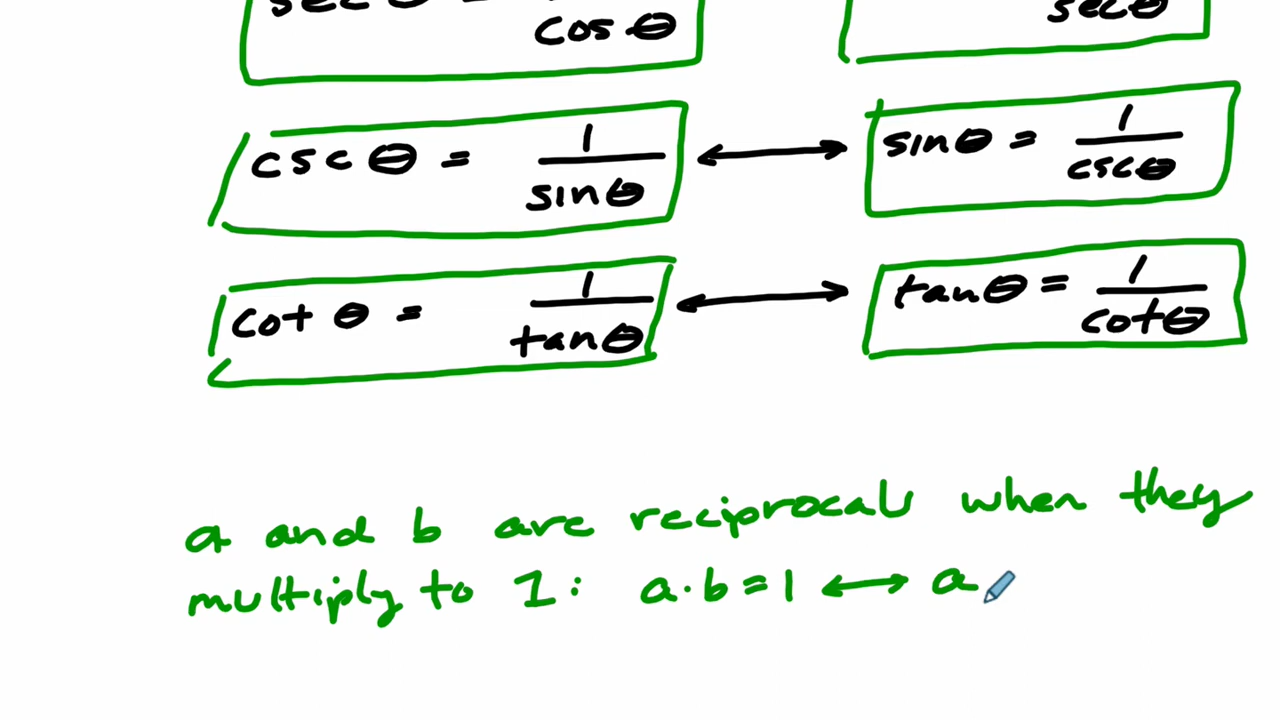 sec θ = cos θ sec θ
csc θ = 1/sin θ ↔ sin θ = 1/csc θ
cot θ = 1/tan θ ↔ tan θ = 1/cot θ
a and b are reciprocals when they
multiply to 1: a·b = 1 ↔ a